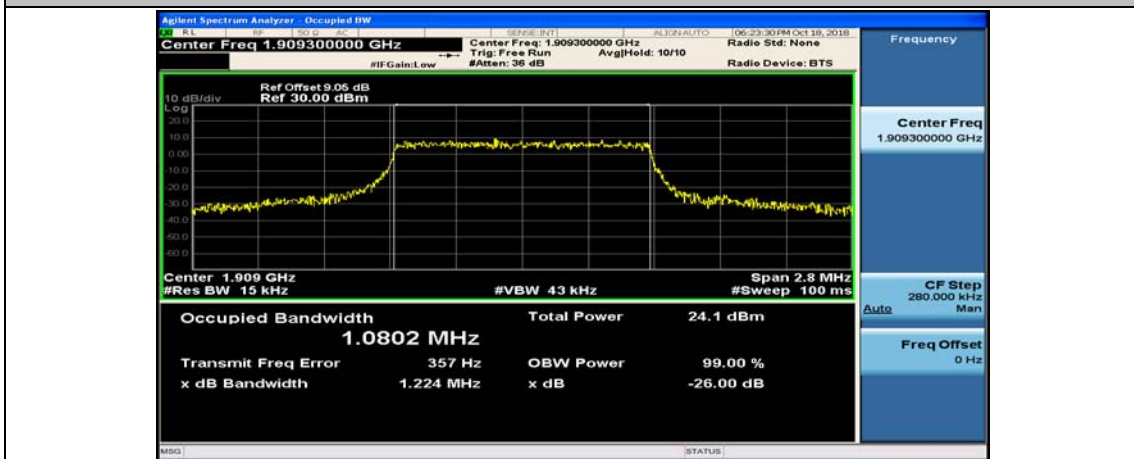 Agilent Spectrum Analyzer - Occupied BW
RL RF 50 Ω AC SENSE:INT ALIGN AUTO 06:23:30 PM Oct 18, 2018
Center Freq 1.909300000 GHz
Center Freq: 1.909300000 GHz
Radio Std: None
Trig: Free Run Avg|Hold: 10/10
#IFGain:Low #Atten: 36 dB Radio Device: BTS
Ref Offset 9.05 dB
10 dB/div Ref 30.00 dBm
Log
20.0
10.0
0.00
-10.0
-20.0
-30.0
-40.0
-50.0
-60.0
Center 1.909 GHz Span 2.8 MHz
#Res BW 15 kHz #VBW 43 kHz #Sweep 100 ms
Occupied Bandwidth Total Power 24.1 dBm
1.0802 MHz
Transmit Freq Error 357 Hz OBW Power 99.00 %
x dB Bandwidth 1.224 MHz x dB -26.00 dB
MSG STATUS
Frequency
Center Freq
1.909300000 GHz
CF Step
280.000 kHz
Auto Man
Freq Offset
0 Hz